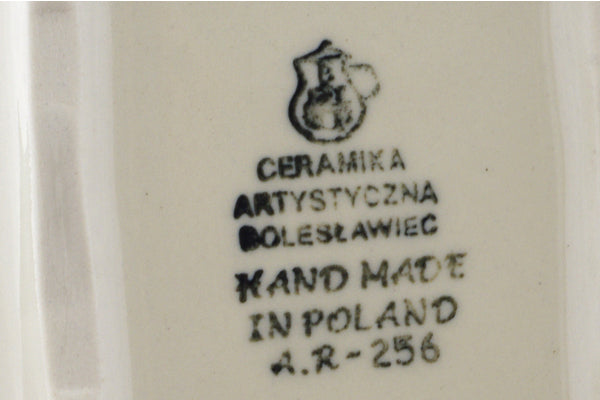 CERAMIKA
ARTYSTYCZNA
BOLESŁAWIEC
HAND MADE
IN POLAND
A.R-256